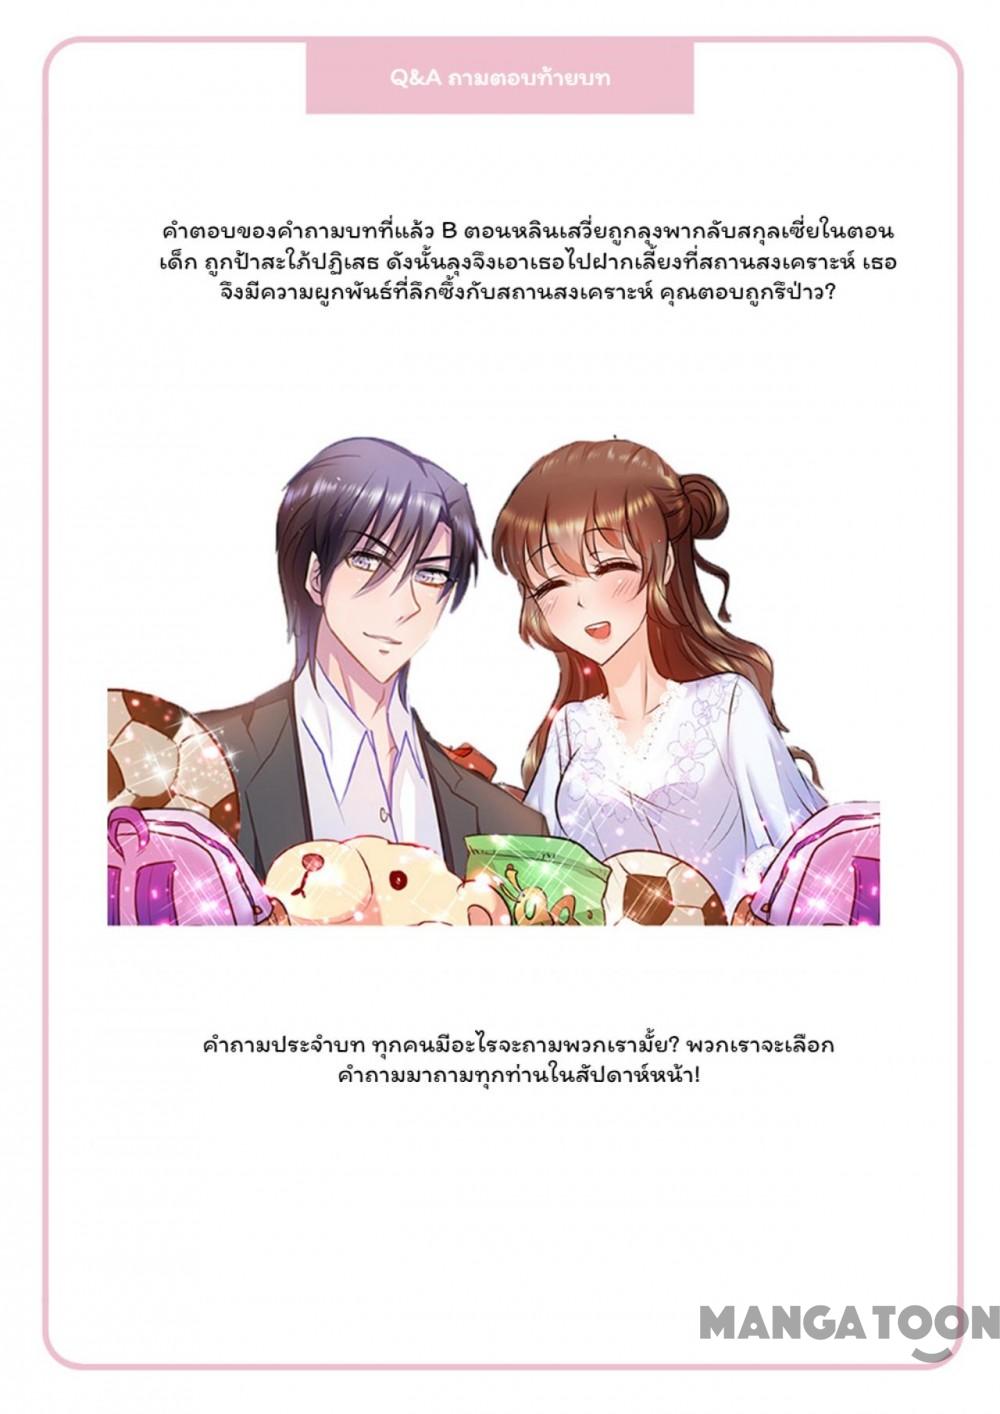 Q&A ถามตอบท้ายบท
คำตอบของคำถามบทที่แล้ว B ตอนหลินเสวี่ยถูกลุงพากลับสกุลเซี่ยในตอน
เด็ก ถูกป้าสะใภ้ปฏิเสธ ดังนั้นลุงจึงเอาเธอไปฝากเลี้ยงที่สถานสงเคราะห์ เธอ
จึงมีความผูกพันธ์ที่ลึกซึ้งกับสถานสงเคราะห์ คุณตอบถูกรึป่าว?
คำถามประจำบท ทุกคนมีอะไรจะถามพวกเรามั้ย? พวกเราจะเลือก
คำถามมาถามทุกท่านในสัปดาห์หน้า!
MANGATOON